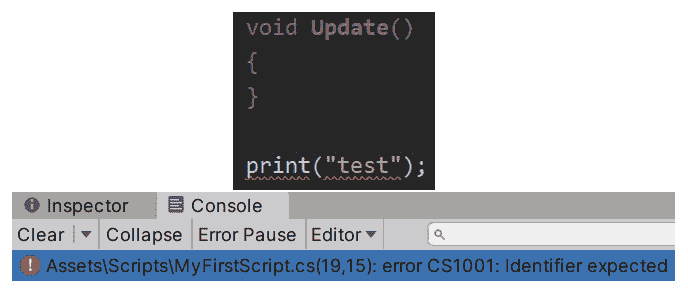 void Update()
{
}
print("test");
Inspector Console
Clear Collapse Error Pause Editor
Assets\Scripts\MyFirstScript.cs(19,15): error CS1001: Identifier expected